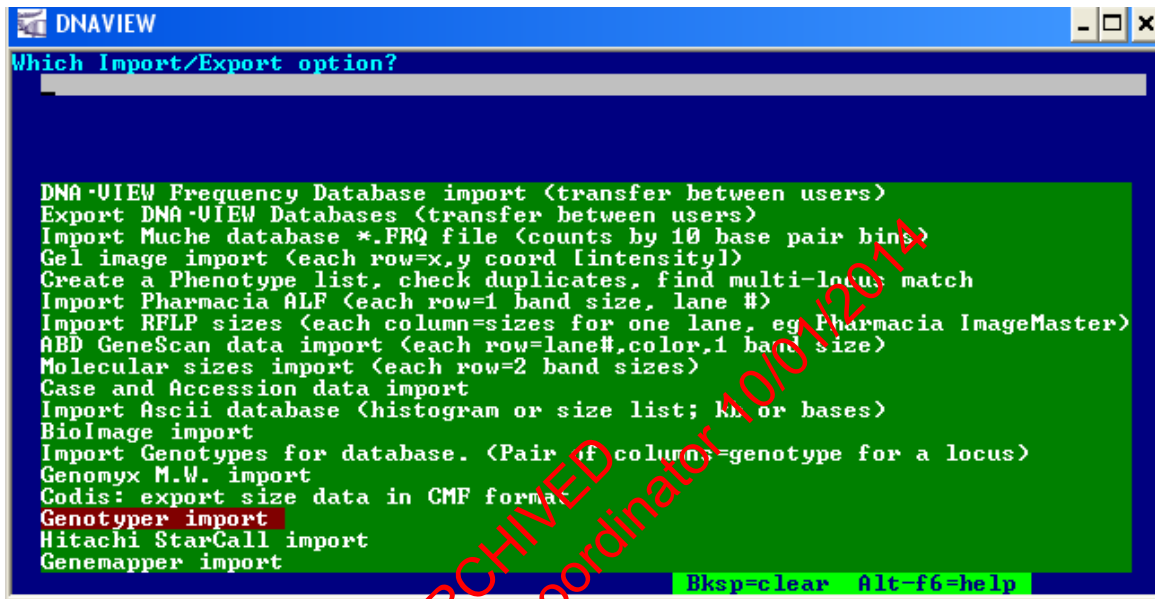 DNAVIEW
Which Import/Export option?
DNA·VIEW Frequency Database import (transfer between users)
Export DNA·VIEW Databases (transfer between users)
Import Muche database *.FRQ file (counts by 10 base pair bins)
Gel image import (each row=x,y coord [intensity])
Create a Phenotype list, check duplicates, find multi-locus match
Import Pharmacia ALF (each row=1 band size, lane #)
Import RFLP sizes (each column=sizes for one lane, eg Pharmacia ImageMaster)
ABD GeneScan data import (each row=lane#,color,1 band size)
Molecular sizes import (each row=2 band sizes)
Case and Accession data import
Import Ascii database (histogram or size list; kb or bases)
BioImage import
Import Genotypes for database. (Pair of columns=genotype for a locus)
Genomyx M.W. import
Codis: export size data in CMF format
Genotyper import
Hitachi StarCall import
Genemapper import
Bksp=clear Alt-f6=help
10/01/2014